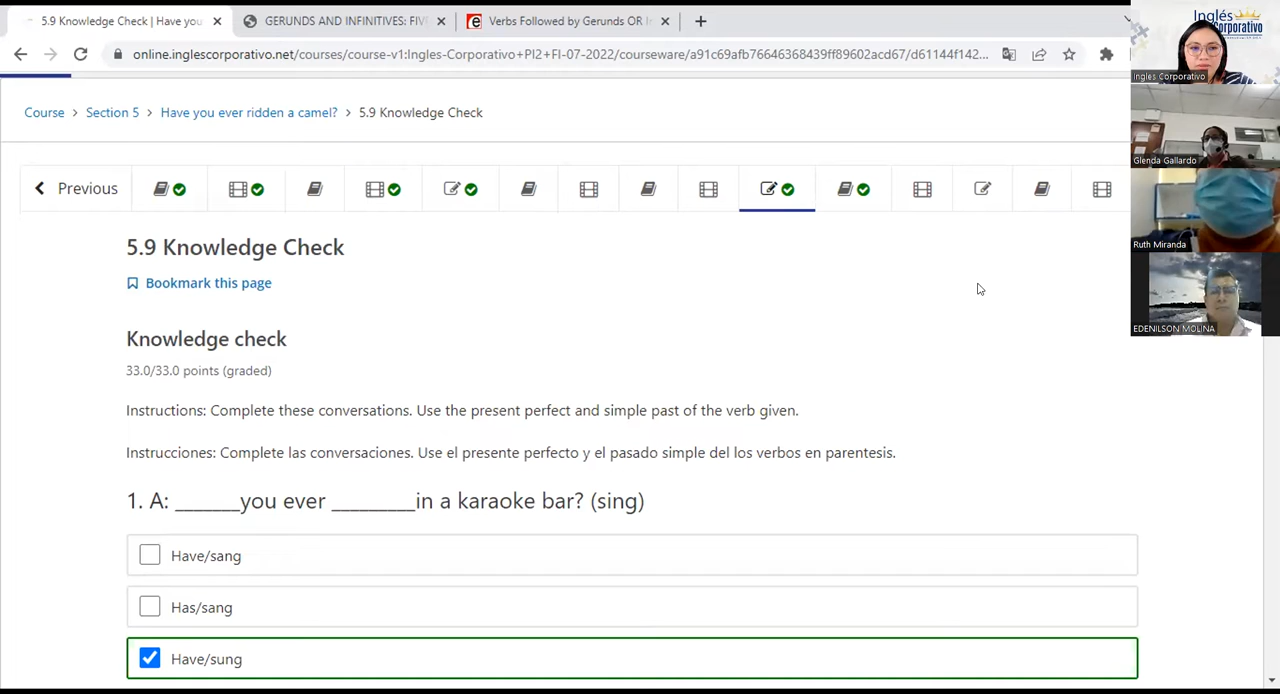 5.9 Knowledge Check | Have you
GERUNDS AND INFINITIVES: FIVE
Verbs Followed by Gerunds OR In
online.inglescorporativo.net/courses/course-v1:Ingles-Corporativo+PI2+FI-07-2022/courseware/a91c69afb76646368439ff89602acd67/d61144f142...
Inglés
Corporativo
Ingles Corporativo
Glenda Gallardo
Ruth Miranda
EDENILSON MOLINA
Course > Section 5 > Have you ever ridden a camel? > 5.9 Knowledge Check
Previous
5.9 Knowledge Check
Bookmark this page
Knowledge check
33.0/33.0 points (graded)
Instructions: Complete these conversations. Use the present perfect and simple past of the verb given.
Instrucciones: Complete las conversaciones. Use el presente perfecto y el pasado simple del los verbos en parentesis.
1. A: _______you ever _________in a karaoke bar? (sing)
Have/sang
Has/sang
Have/sung